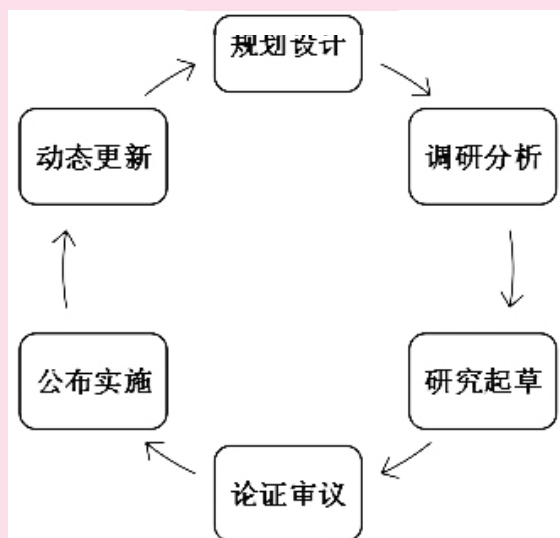 规划设计
调研分析
研究起草
论证审议
公布实施
动态更新